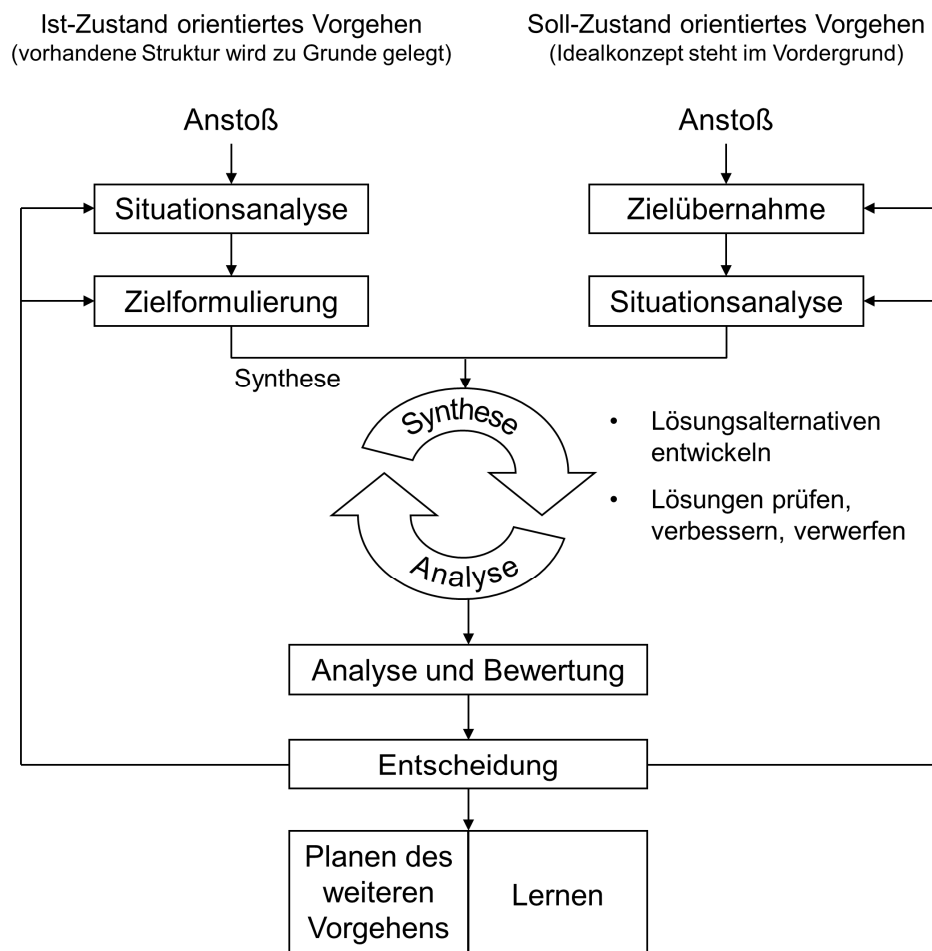 Ist-Zustand orientiertes Vorgehen
(vorhandene Struktur wird zu Grunde gelegt)
Soll-Zustand orientiertes Vorgehen
(Idealkonzept steht im Vordergrund)
Anstoß
Anstoß
Situationsanalyse
Zielübernahme
Zielformulierung
Situationsanalyse
Synthese
Synthese
Analyse
• Lösungsalternativen
entwickeln
• Lösungen prüfen,
verbessern, verwerfen
Analyse und Bewertung
Entscheidung
Planen des
weiteren
Vorgehens
Lernen